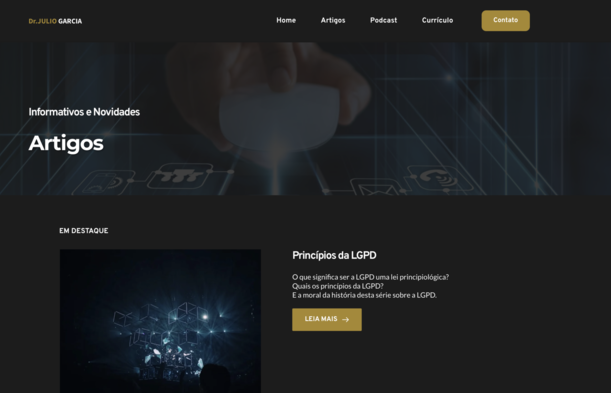 Dr.JULIO GARCIA
Home Artigos Podcast Currículo Contato
Informativos e Novidades
Artigos
EM DESTAQUE
Princípios da LGPD
O que significa ser a LGPD uma lei principiológica?
Quais os princípios da LGPD?
E a moral da história desta série sobre a LGPD.
LEIA MAIS